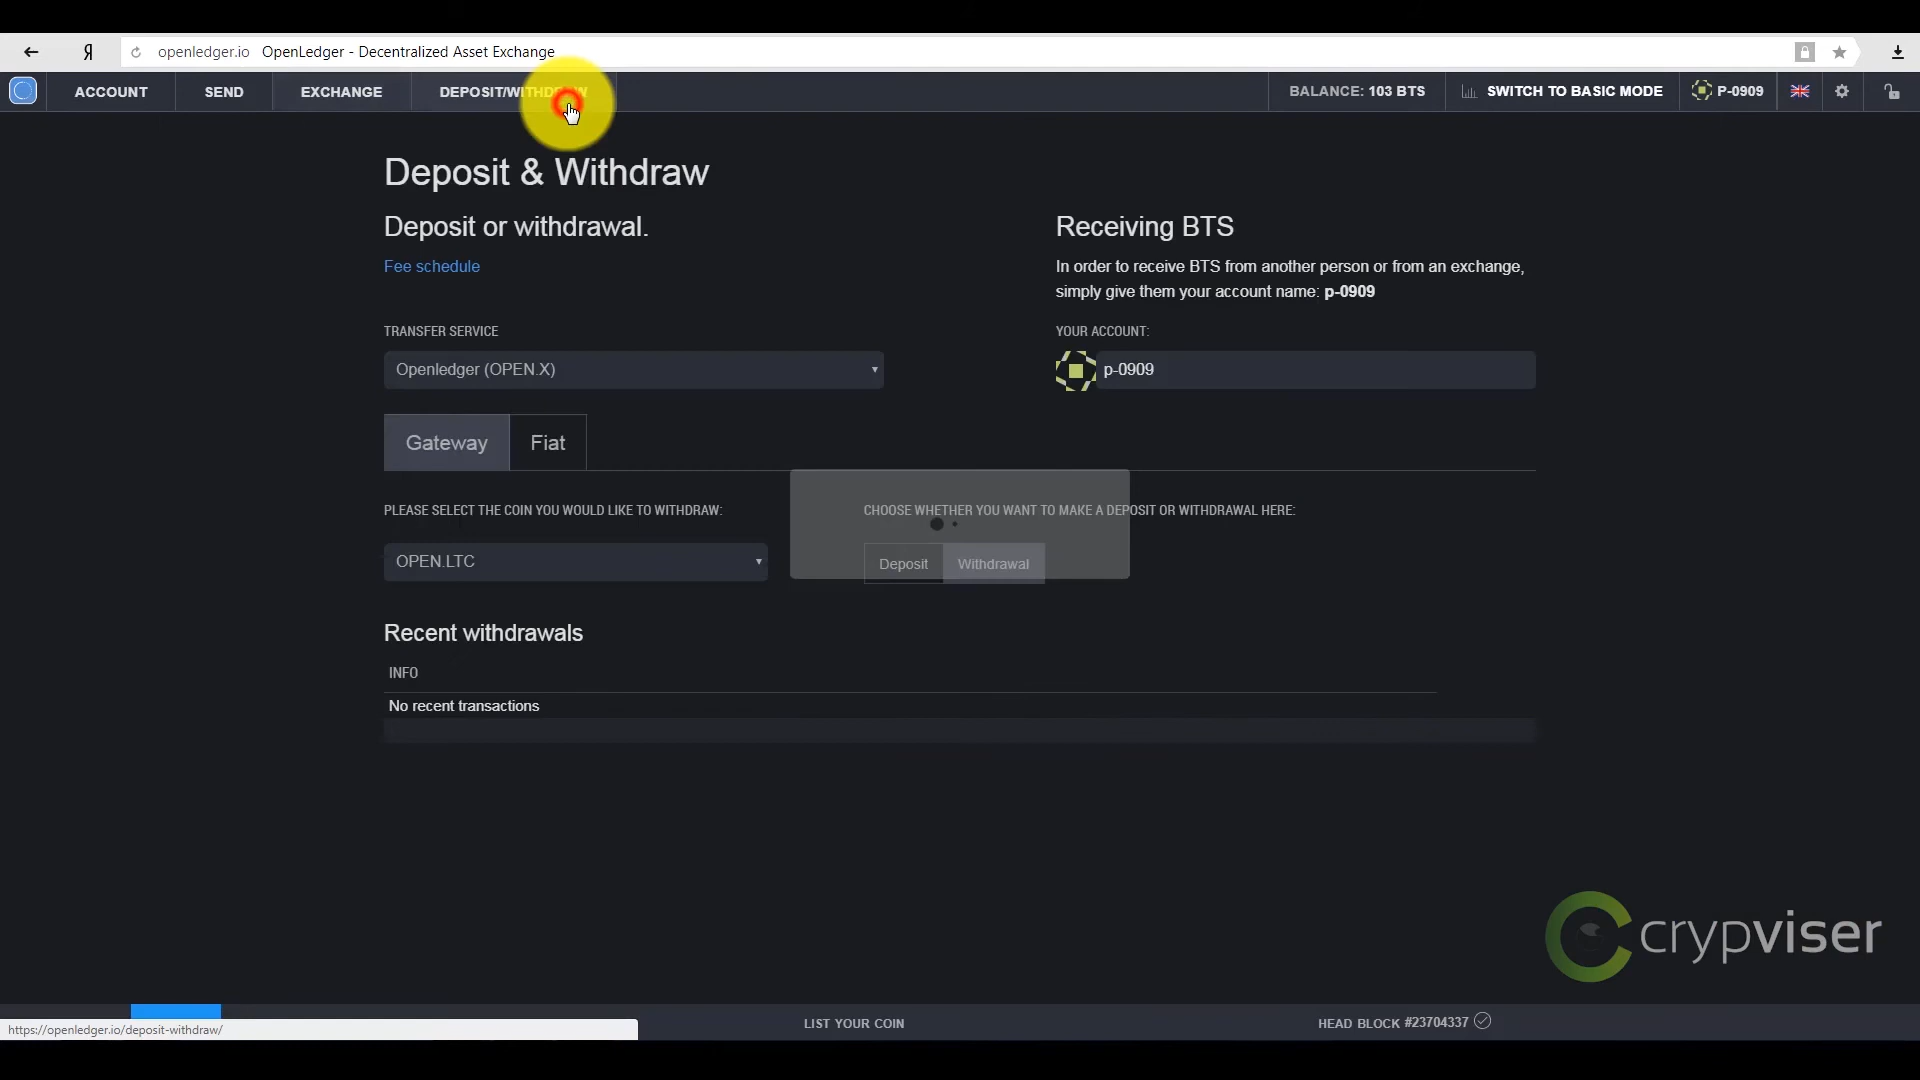 Я openledger.io OpenLedger - Decentralized Asset Exchange
ACCOUNT SEND EXCHANGE DEPOSIT/WITHDRAW BALANCE: 103 BTS SWITCH TO BASIC MODE P-0909
Deposit & Withdraw
Deposit or withdrawal.
Fee schedule
Receiving BTS
In order to receive BTS from another person or from an exchange,
simply give them your account name: p-0909
TRANSFER SERVICE
Openledger (OPEN.X)
YOUR ACCOUNT:
p-0909
Gateway Fiat
PLEASE SELECT THE COIN YOU WOULD LIKE TO WITHDRAW:
OPEN.LTC
CHOOSE WHETHER YOU WANT TO MAKE A DEPOSIT OR WITHDRAWAL HERE:
Deposit Withdrawal
Recent withdrawals
INFO
No recent transactions
crypviser
LIST YOUR COIN HEAD BLOCK #23704337
https://openledger.io/deposit-withdraw/